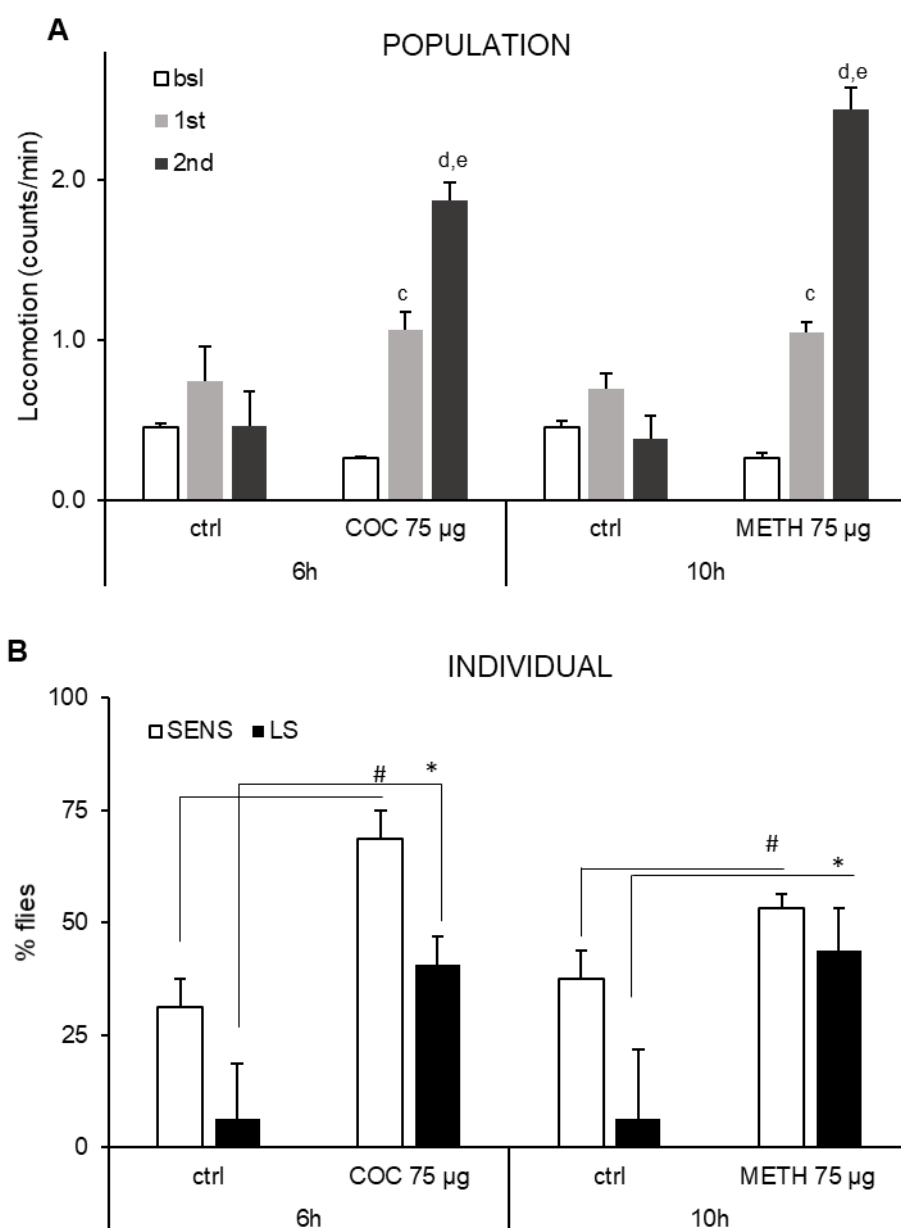 A
POPULATION
bsl
1st
2nd
Locomotion (counts/min)
2.0
1.0
0.0
c
d,e
c
d,e
ctrl
COC 75 µg
ctrl
METH 75 µg
6h
10h
B
INDIVIDUAL
SENS
LS
% flies
100
75
50
25
0
#
*
#
*
ctrl
COC 75 µg
ctrl
METH 75 µg
6h
10h